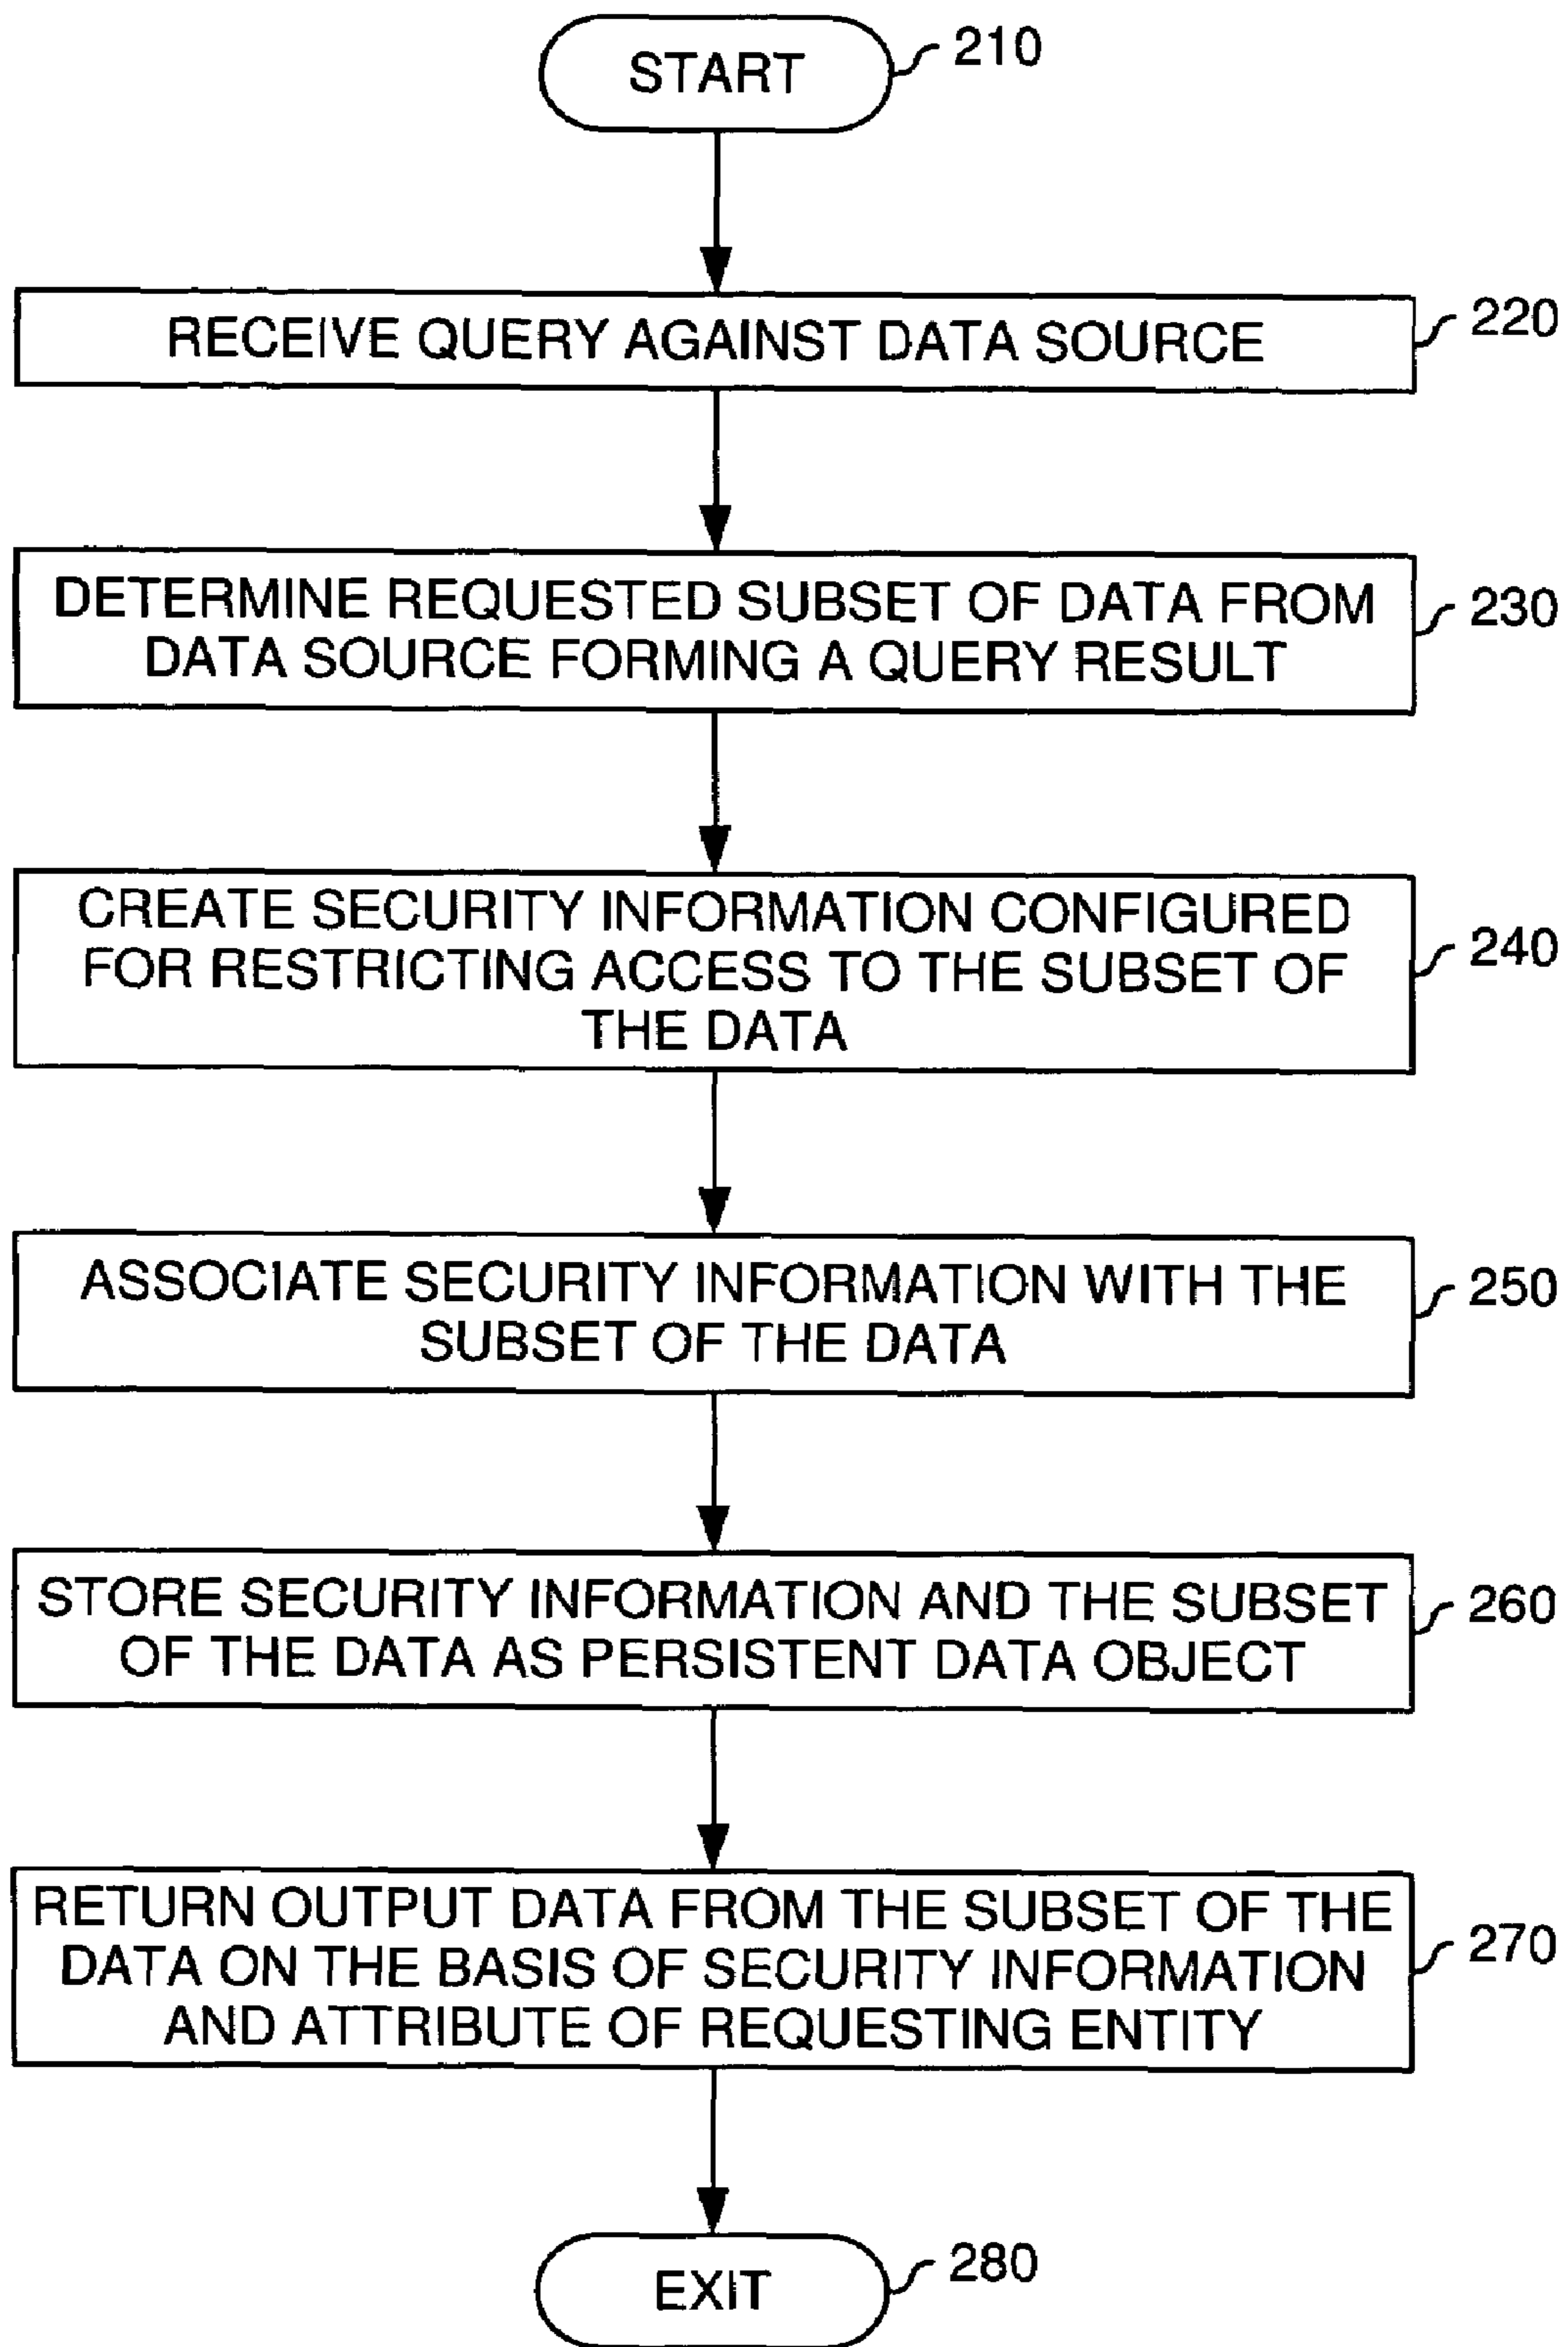 START
210
RECEIVE QUERY AGAINST DATA SOURCE
220
DETERMINE REQUESTED SUBSET OF DATA FROM
DATA SOURCE FORMING A QUERY RESULT
230
CREATE SECURITY INFORMATION CONFIGURED
FOR RESTRICTING ACCESS TO THE SUBSET OF
THE DATA
240
ASSOCIATE SECURITY INFORMATION WITH THE
SUBSET OF THE DATA
250
STORE SECURITY INFORMATION AND THE SUBSET
OF THE DATA AS PERSISTENT DATA OBJECT
260
RETURN OUTPUT DATA FROM THE SUBSET OF THE
DATA ON THE BASIS OF SECURITY INFORMATION
AND ATTRIBUTE OF REQUESTING ENTITY
270
EXIT
280